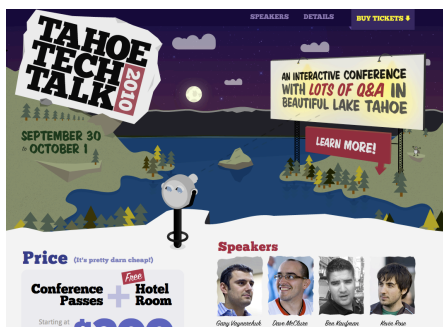 SPEAKERS DETAILS BUY TICKETS
TAHOE
TECH
TALK
2010
SEPTEMBER 30
to OCTOBER 1
AN INTERACTIVE CONFERENCE
WITH LOTS OF Q&A IN
BEAUTIFUL LAKE TAHOE
LEARN MORE!
Price (It's pretty darn cheap!)
Free
Conference + Hotel
Passes Room
Starting at
Speakers
Gary Vaynerchuk Dave McClure Ben Kaufman Kevin Rose